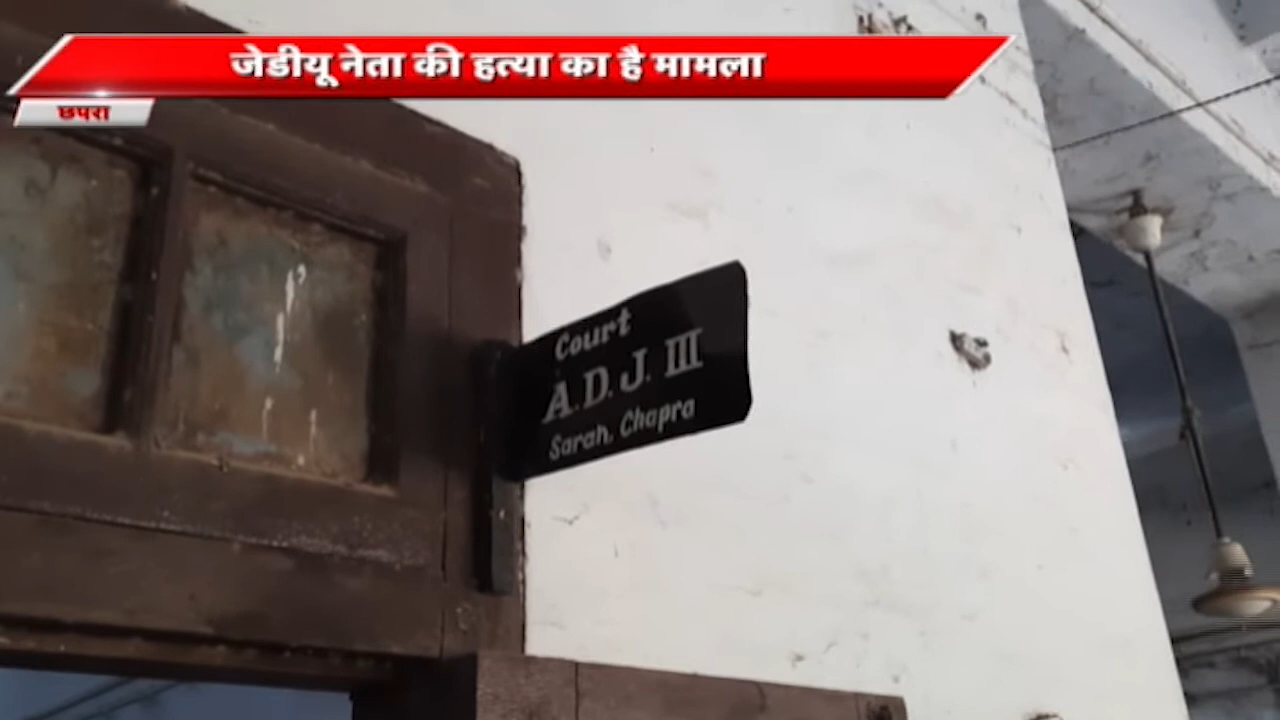 जेडीयू नेता की हत्या का है मामला
छपरा
Court
A.D.J. III
Sarah, Chapra